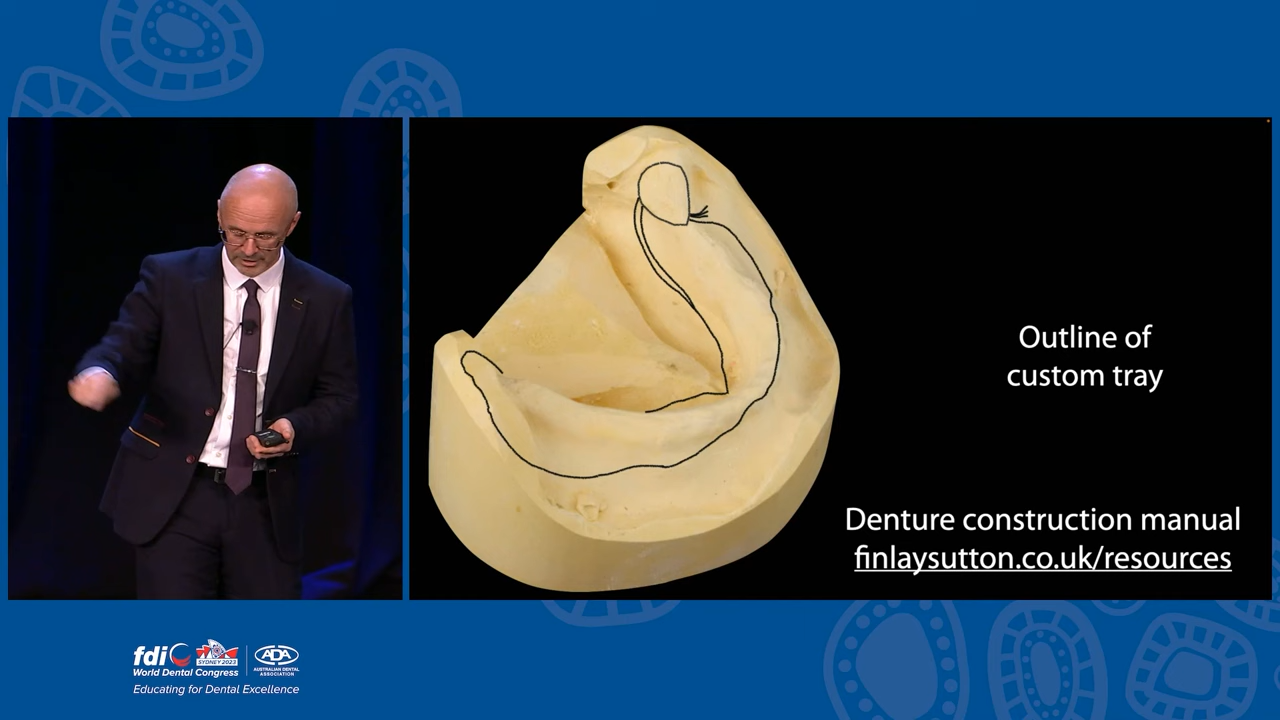 Outline of
custom tray
Denture construction manual
finlaysutton.co.uk/resources
fdi
SYDNEY 2023
World Dental Congress
ADA
AUSTRALIAN DENTAL
ASSOCIATION
Educating for Dental Excellence